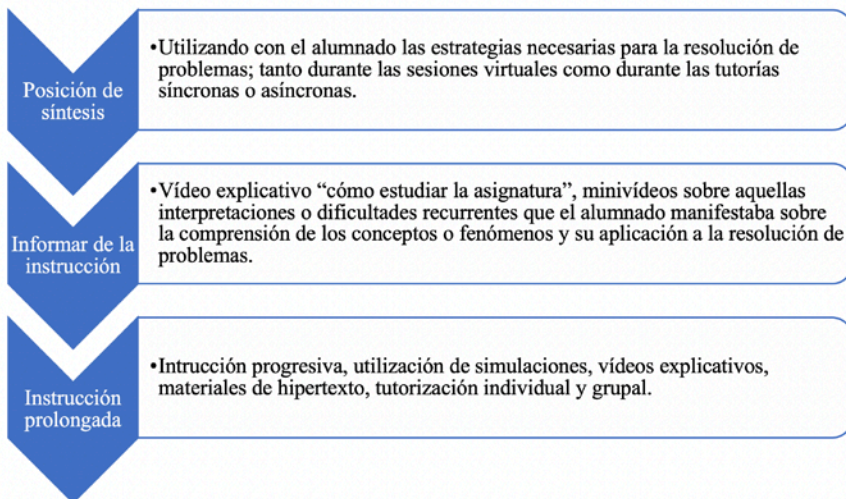 Posición de
síntesis
•Utilizando con el alumnado las estrategias necesarias para la resolución de
problemas; tanto durante las sesiones virtuales como durante las tutorías
síncronas o asíncronas.
Informar de la
instrucción
•Vídeo explicativo “cómo estudiar la asignatura”, minivídeos sobre aquellas
interpretaciones o dificultades recurrentes que el alumnado manifestaba sobre
la comprensión de los conceptos o fenómenos y su aplicación a la resolución de
problemas.
Instrucción
prolongada
•Intrucción progresiva, utilización de simulaciones, vídeos explicativos,
materiales de hipertexto, tutorización individual y grupal.